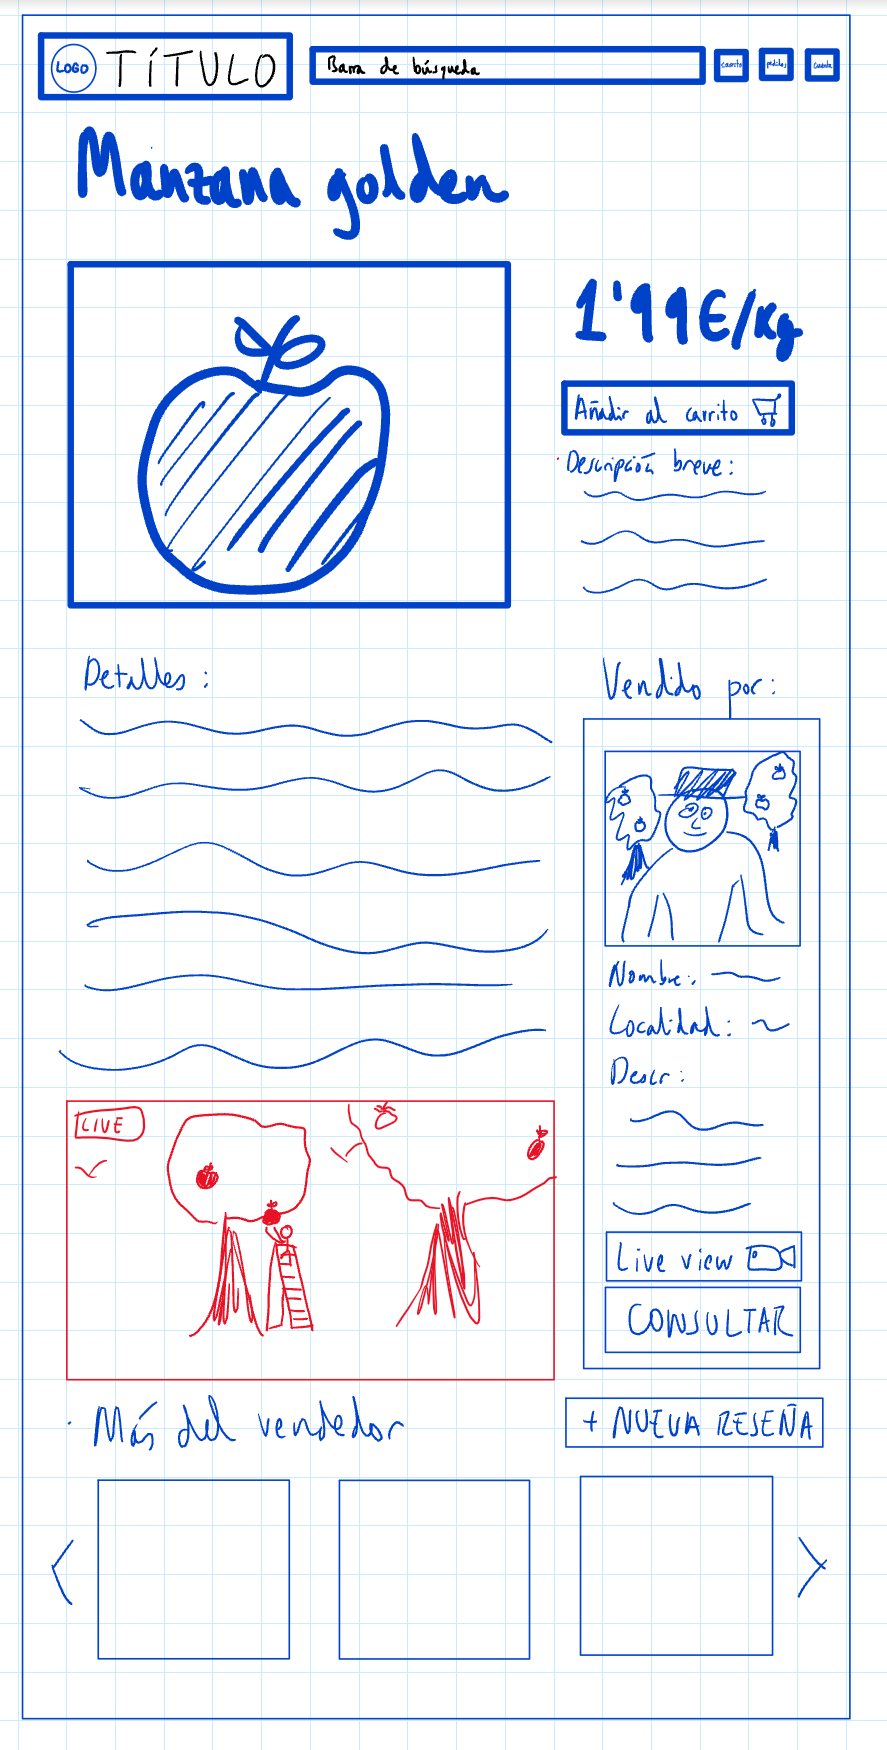 LOGO TÍTULO
Barra de búsqueda
carrito
pedidos
cuenta
Manzana golden
1'99€/Kg
Añadir al carrito
Descripción breve:
Detalles:
Vendido por:
Nombre:
Localidad:
Descr:
LIVE
Live view
CONSULTAR
Más del vendedor
+ NUEVA RESEÑA